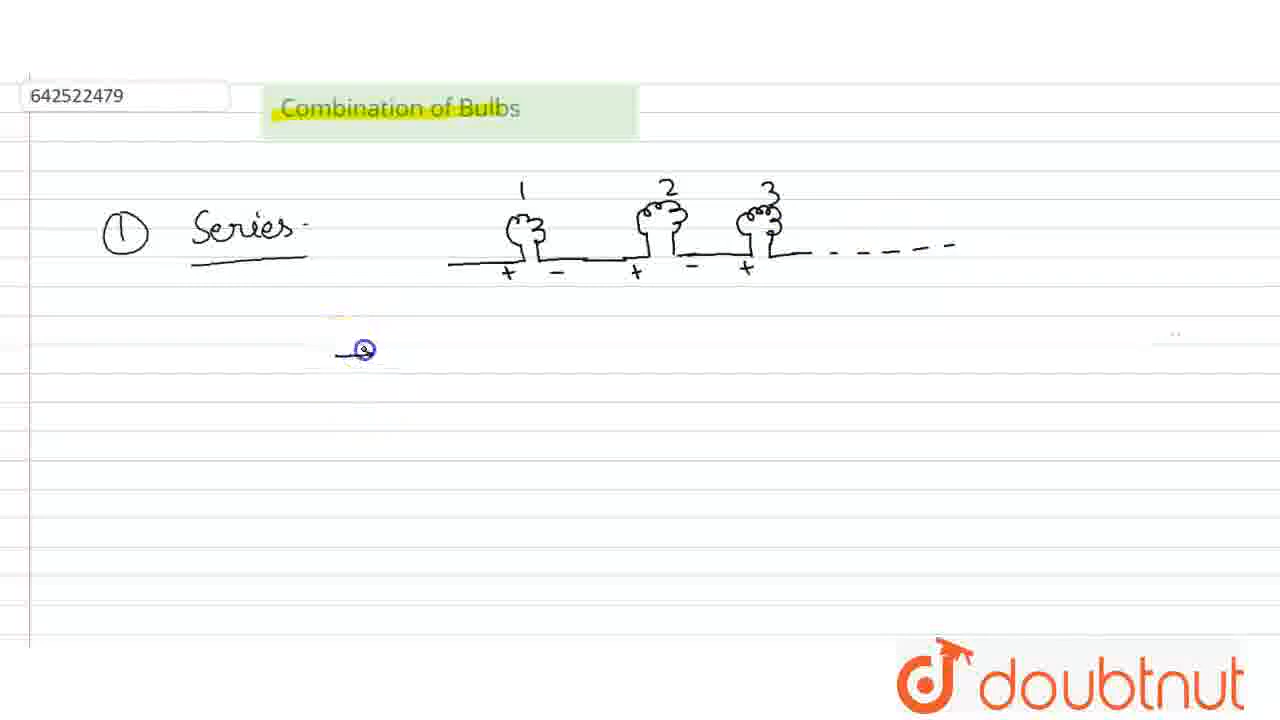 642522479
Combination of Bulbs
1 2 3
① Series
+ - + - +
doubtnut